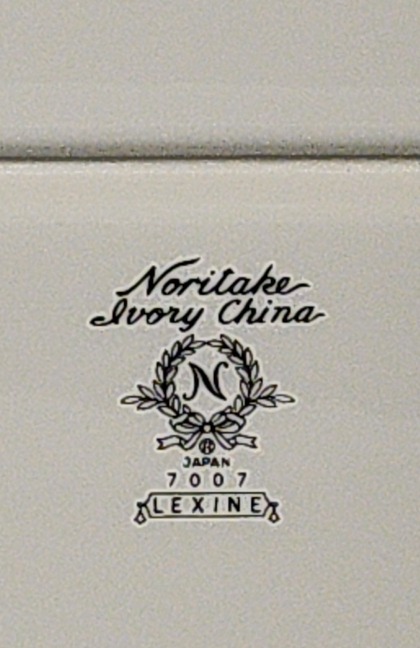 Noritake
Ivory China
N
®
JAPAN
7007
LEXINE